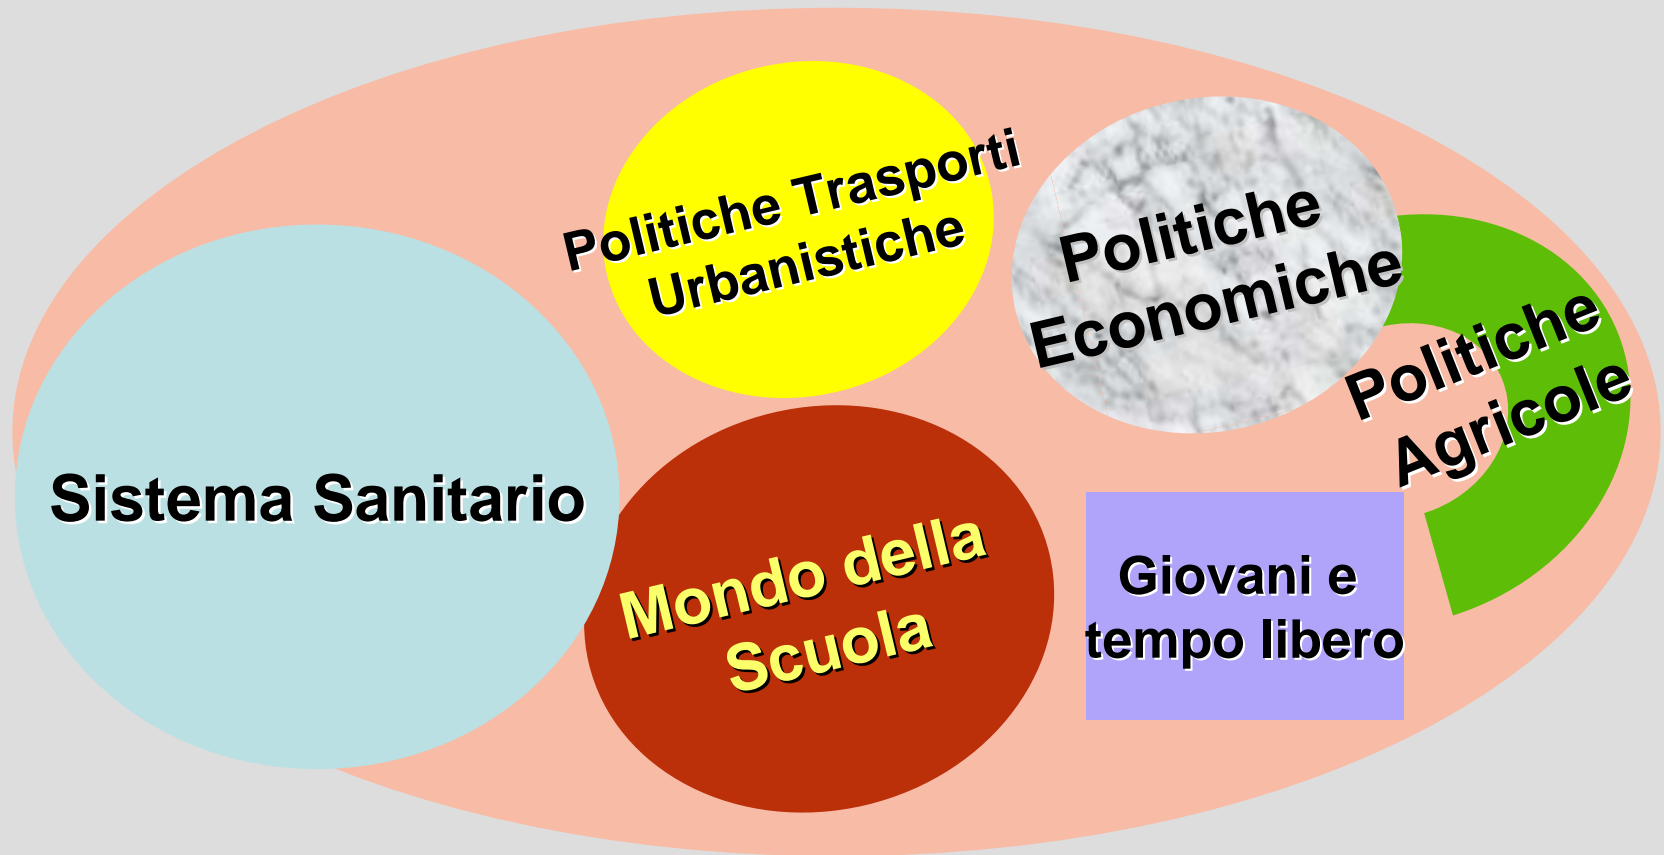 Politiche Trasporti
Urbanistiche
Politiche
Economiche
Politiche
Agricole
Sistema Sanitario
Mondo della
Scuola
Giovani e
tempo libero